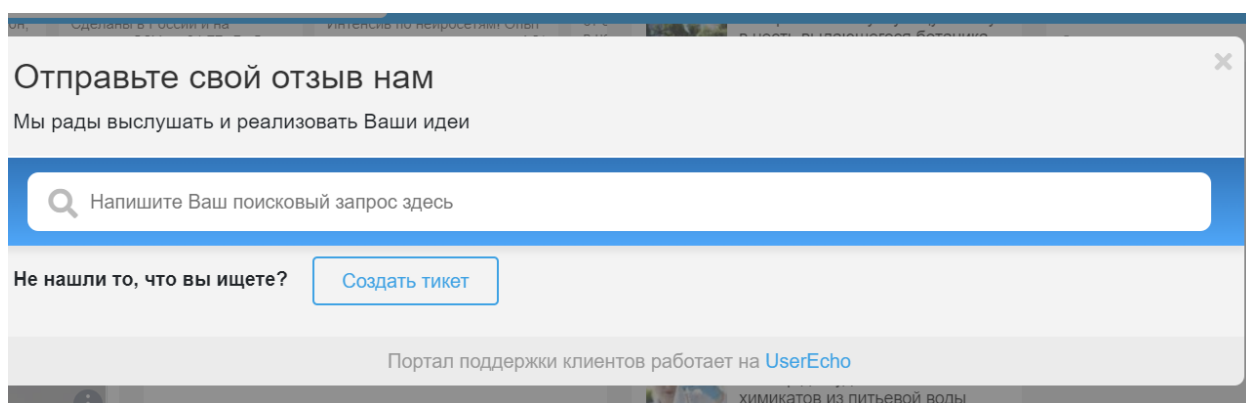 Отправьте свой отзыв нам
Мы рады выслушать и реализовать Ваши идеи
Напишите Ваш поисковый запрос здесь
Не нашли то, что вы ищете?
Создать тикет
Портал поддержки клиентов работает на UserEcho
химикатов из питьевой воды